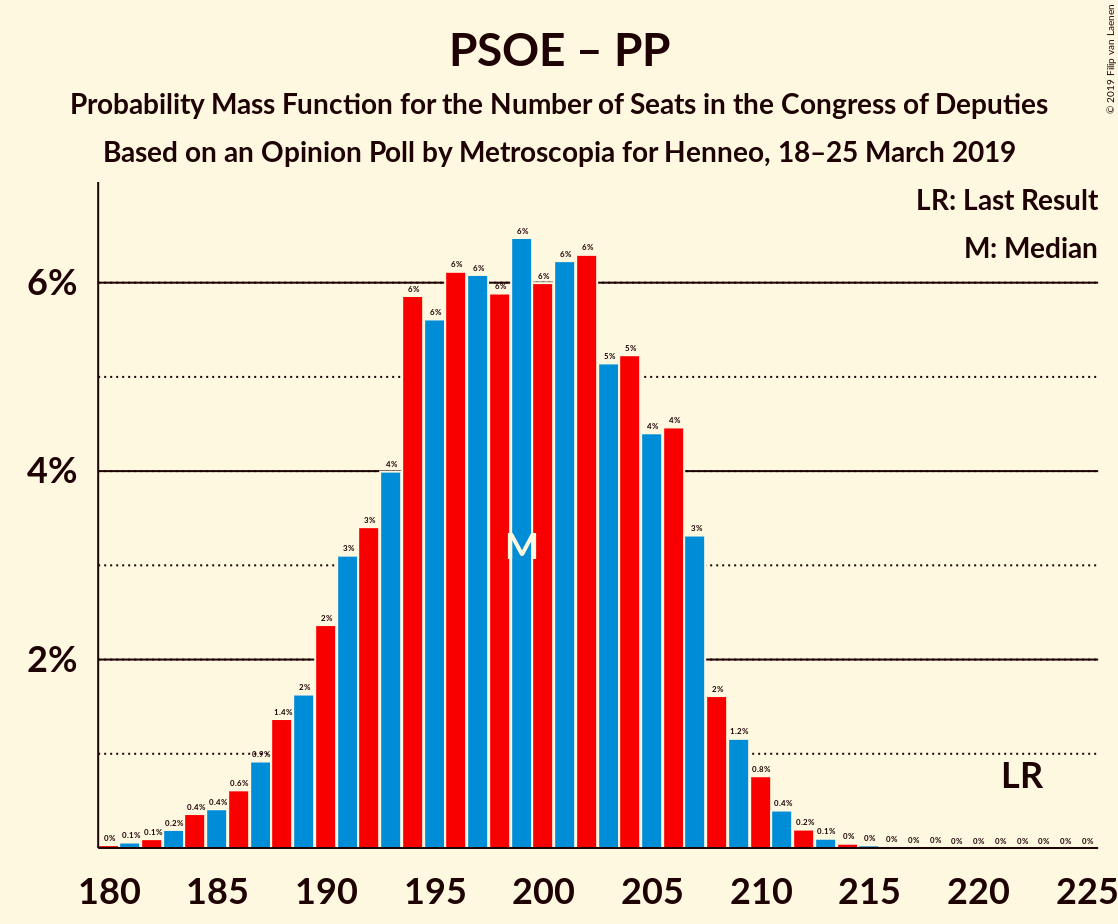 PSOE – PP
Probability Mass Function for the Number of Seats in the Congress of Deputies
Based on an Opinion Poll by Metroscopia for Henneo, 18–25 March 2019
© 2019 Filip van Laenen
LR: Last Result
M: Median
6%
4%
2%
0% 0.1% 0.1% 0.2% 0.4% 0.4% 0.6% 0.9% 1.4% 2% 2% 3% 3% 4% 6% 6% 6% 6% 6% 6% 6% 6% 6% 5% 5% 4% 4% 3% 2% 1.2% 0.8% 0.4% 0.2% 0.1% 0% 0% 0% 0% 0% 0% 0% 0% 0% 0% 0% 0%
M
LR
180 185 190 195 200 205 210 215 220 225